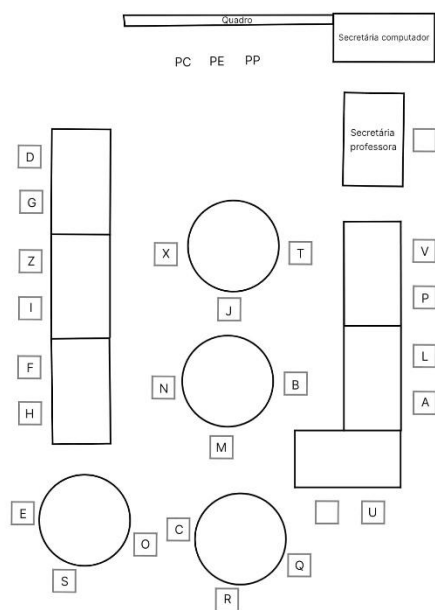 Quadro
Secretária computador
PC PE PP
Secretária
professora
D
G
Z
I
F
H
X
T
J
N
B
M
V
P
L
A
U
E
O
S
C
Q
R